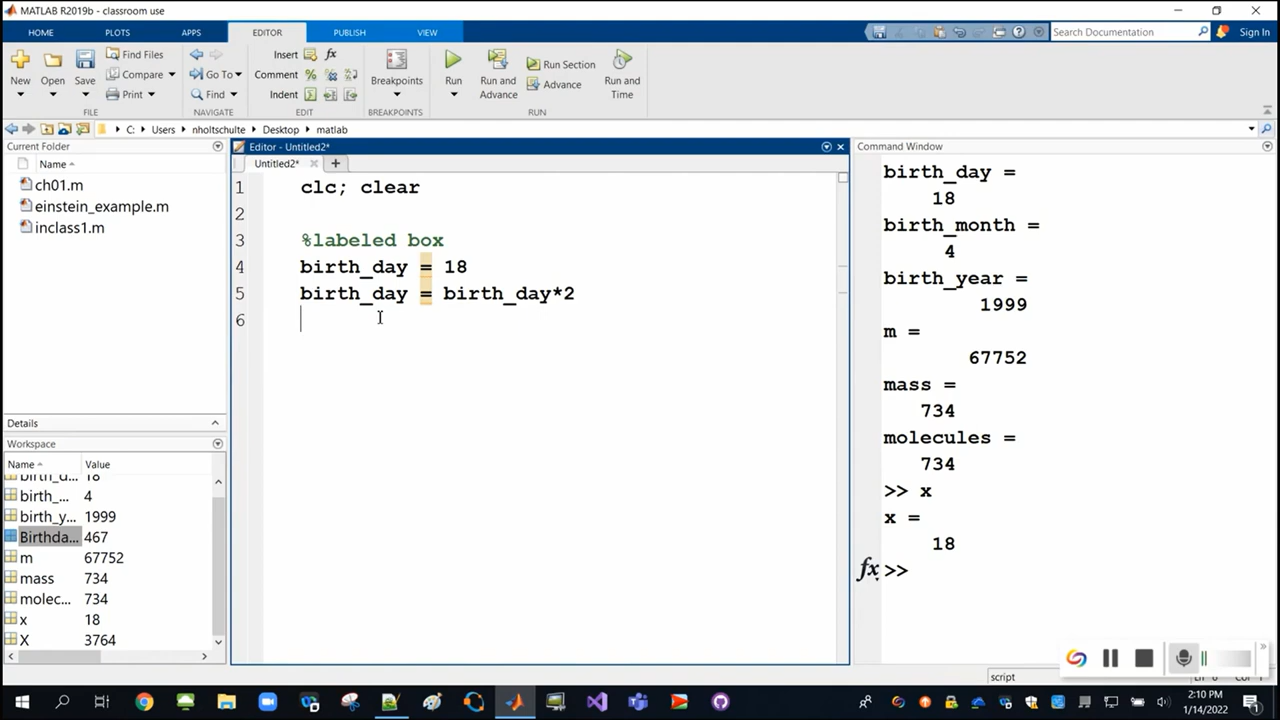 MATLAB R2019b - classroom use
HOME PLOTS APPS EDITOR PUBLISH VIEW Search Documentation Sign In
New Open Save Find Files Compare Print Go To Find Insert Comment Indent fx Breakpoints Run Run and Advance Run Section Advance Run and Time
FILE NAVIGATE EDIT BREAKPOINTS RUN
C: Users nholtschulte Desktop matlab
Current Folder
Name
ch01.m
einstein_example.m
inclass1.m
Details
Workspace
Name Value
birth_d... 18
birth_... 4
birth_y... 1999
Birthda... 467
m 67752
mass 734
molec... 734
x 18
X 3764
Editor - Untitled2*
Untitled2*
1 clc; clear
2
3 %labeled box
4 birth_day = 18
5 birth_day = birth_day*2
6
Command Window
birth_day =
18
birth_month =
4
birth_year =
1999
m =
67752
mass =
734
molecules =
734
>> x
x =
18
fx >>
script
2:10 PM
1/14/2022